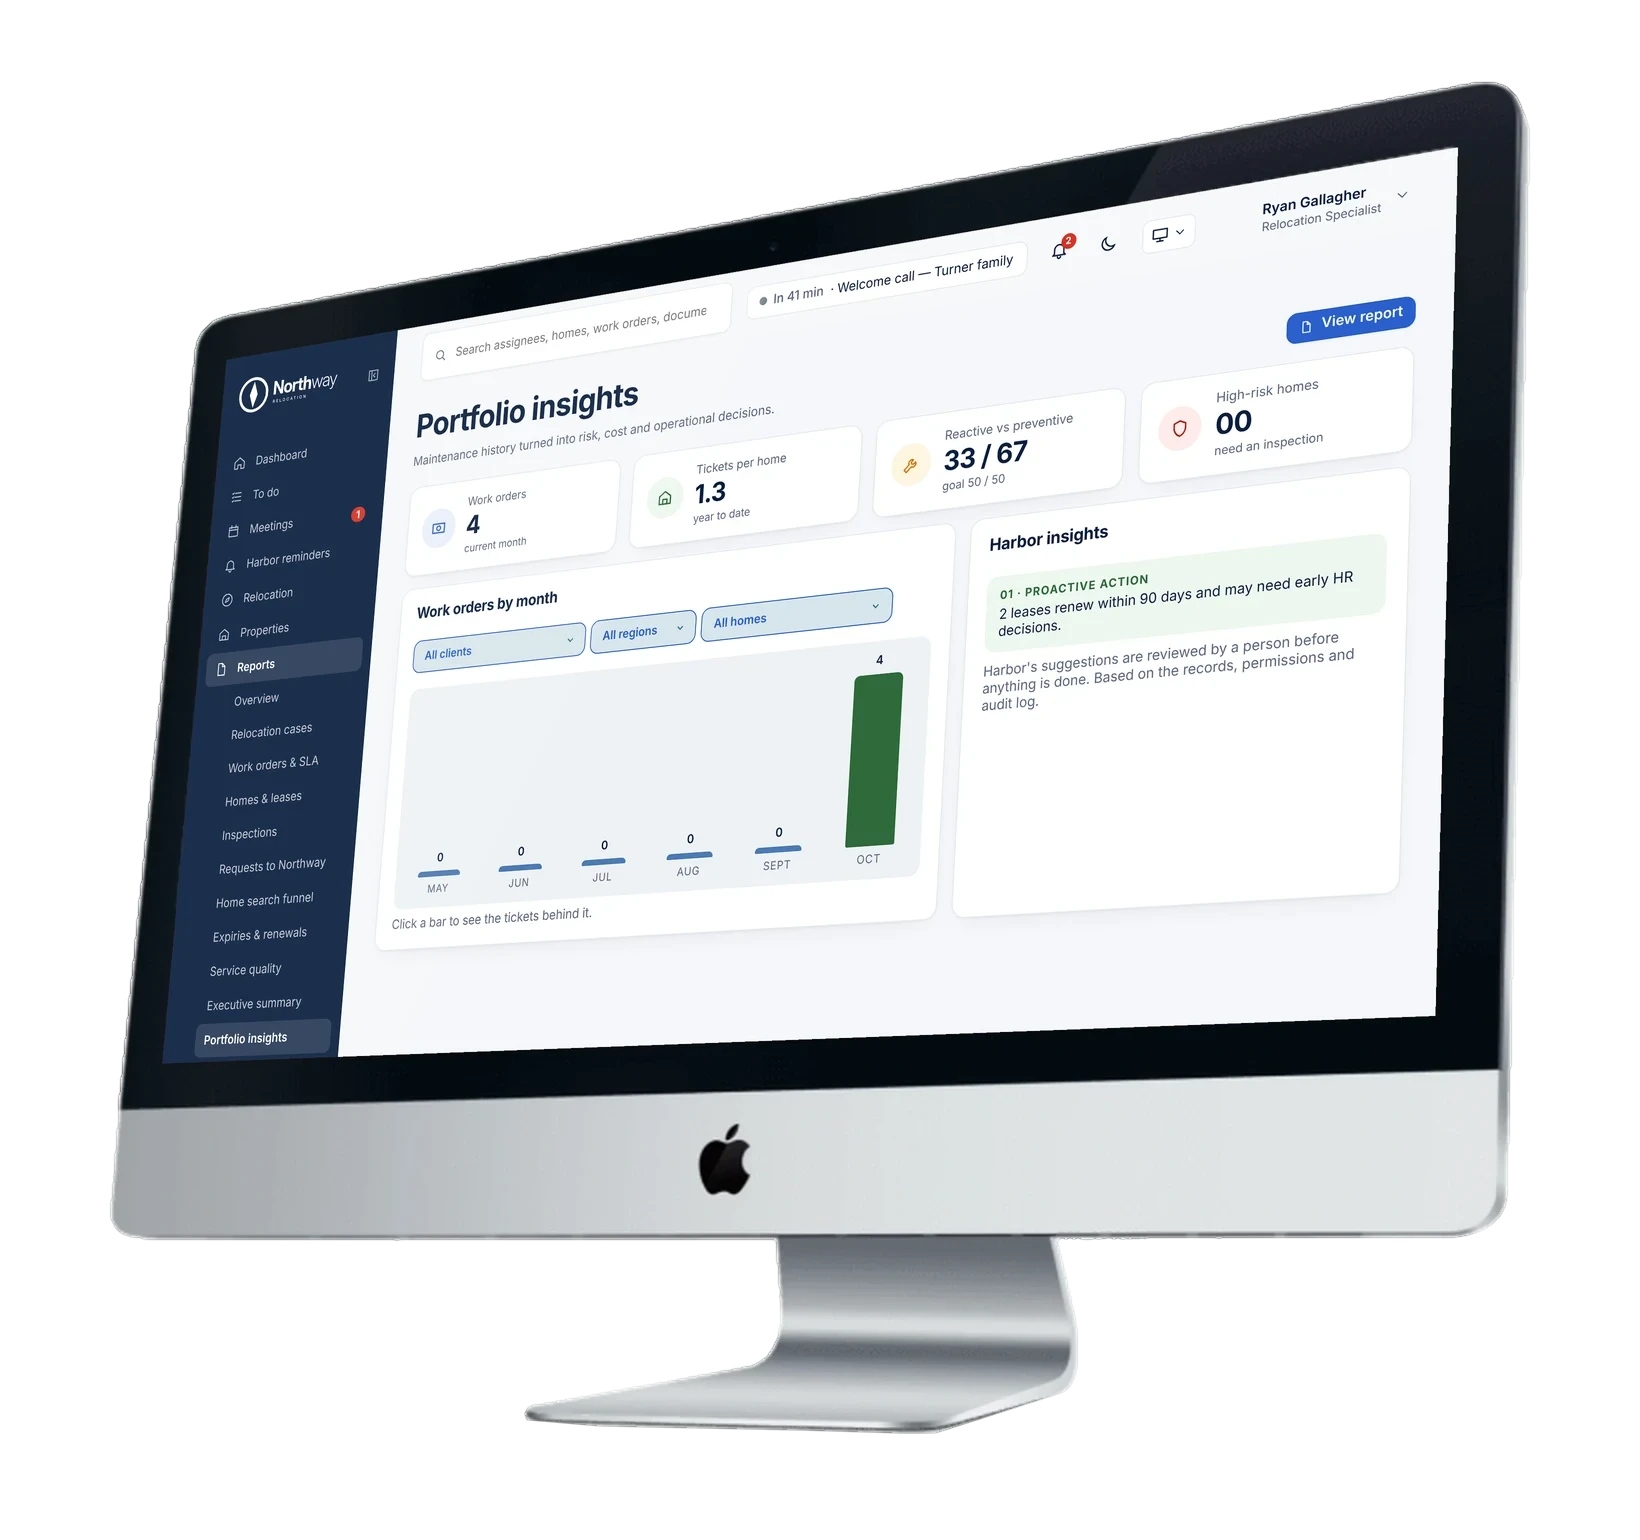 Northway
RELOCATION
Dashboard
To do
Meetings
1
Harbor reminders
Relocation
Properties
Reports
Overview
Relocation cases
Work orders & SLA
Homes & leases
Inspections
Requests to Northway
Home search funnel
Expiries & renewals
Service quality
Executive summary
Portfolio insights
Search assignees, homes, work orders, docume
In 41 min · Welcome call — Turner family
2
Ryan Gallagher
Relocation Specialist
View report
Portfolio insights
Maintenance history turned into risk, cost and operational decisions.
Work orders
4
current month
Tickets per home
1.3
year to date
Reactive vs preventive
33 / 67
goal 50 / 50
High-risk homes
00
need an inspection
Work orders by month
All clients
All regions
All homes
0
0
0
0
0
4
MAY
JUN
JUL
AUG
SEPT
OCT
Click a bar to see the tickets behind it.
Harbor insights
01 · PROACTIVE ACTION
2 leases renew within 90 days and may need early HR
decisions.
Harbor's suggestions are reviewed by a person before
anything is done. Based on the records, permissions and
audit log.